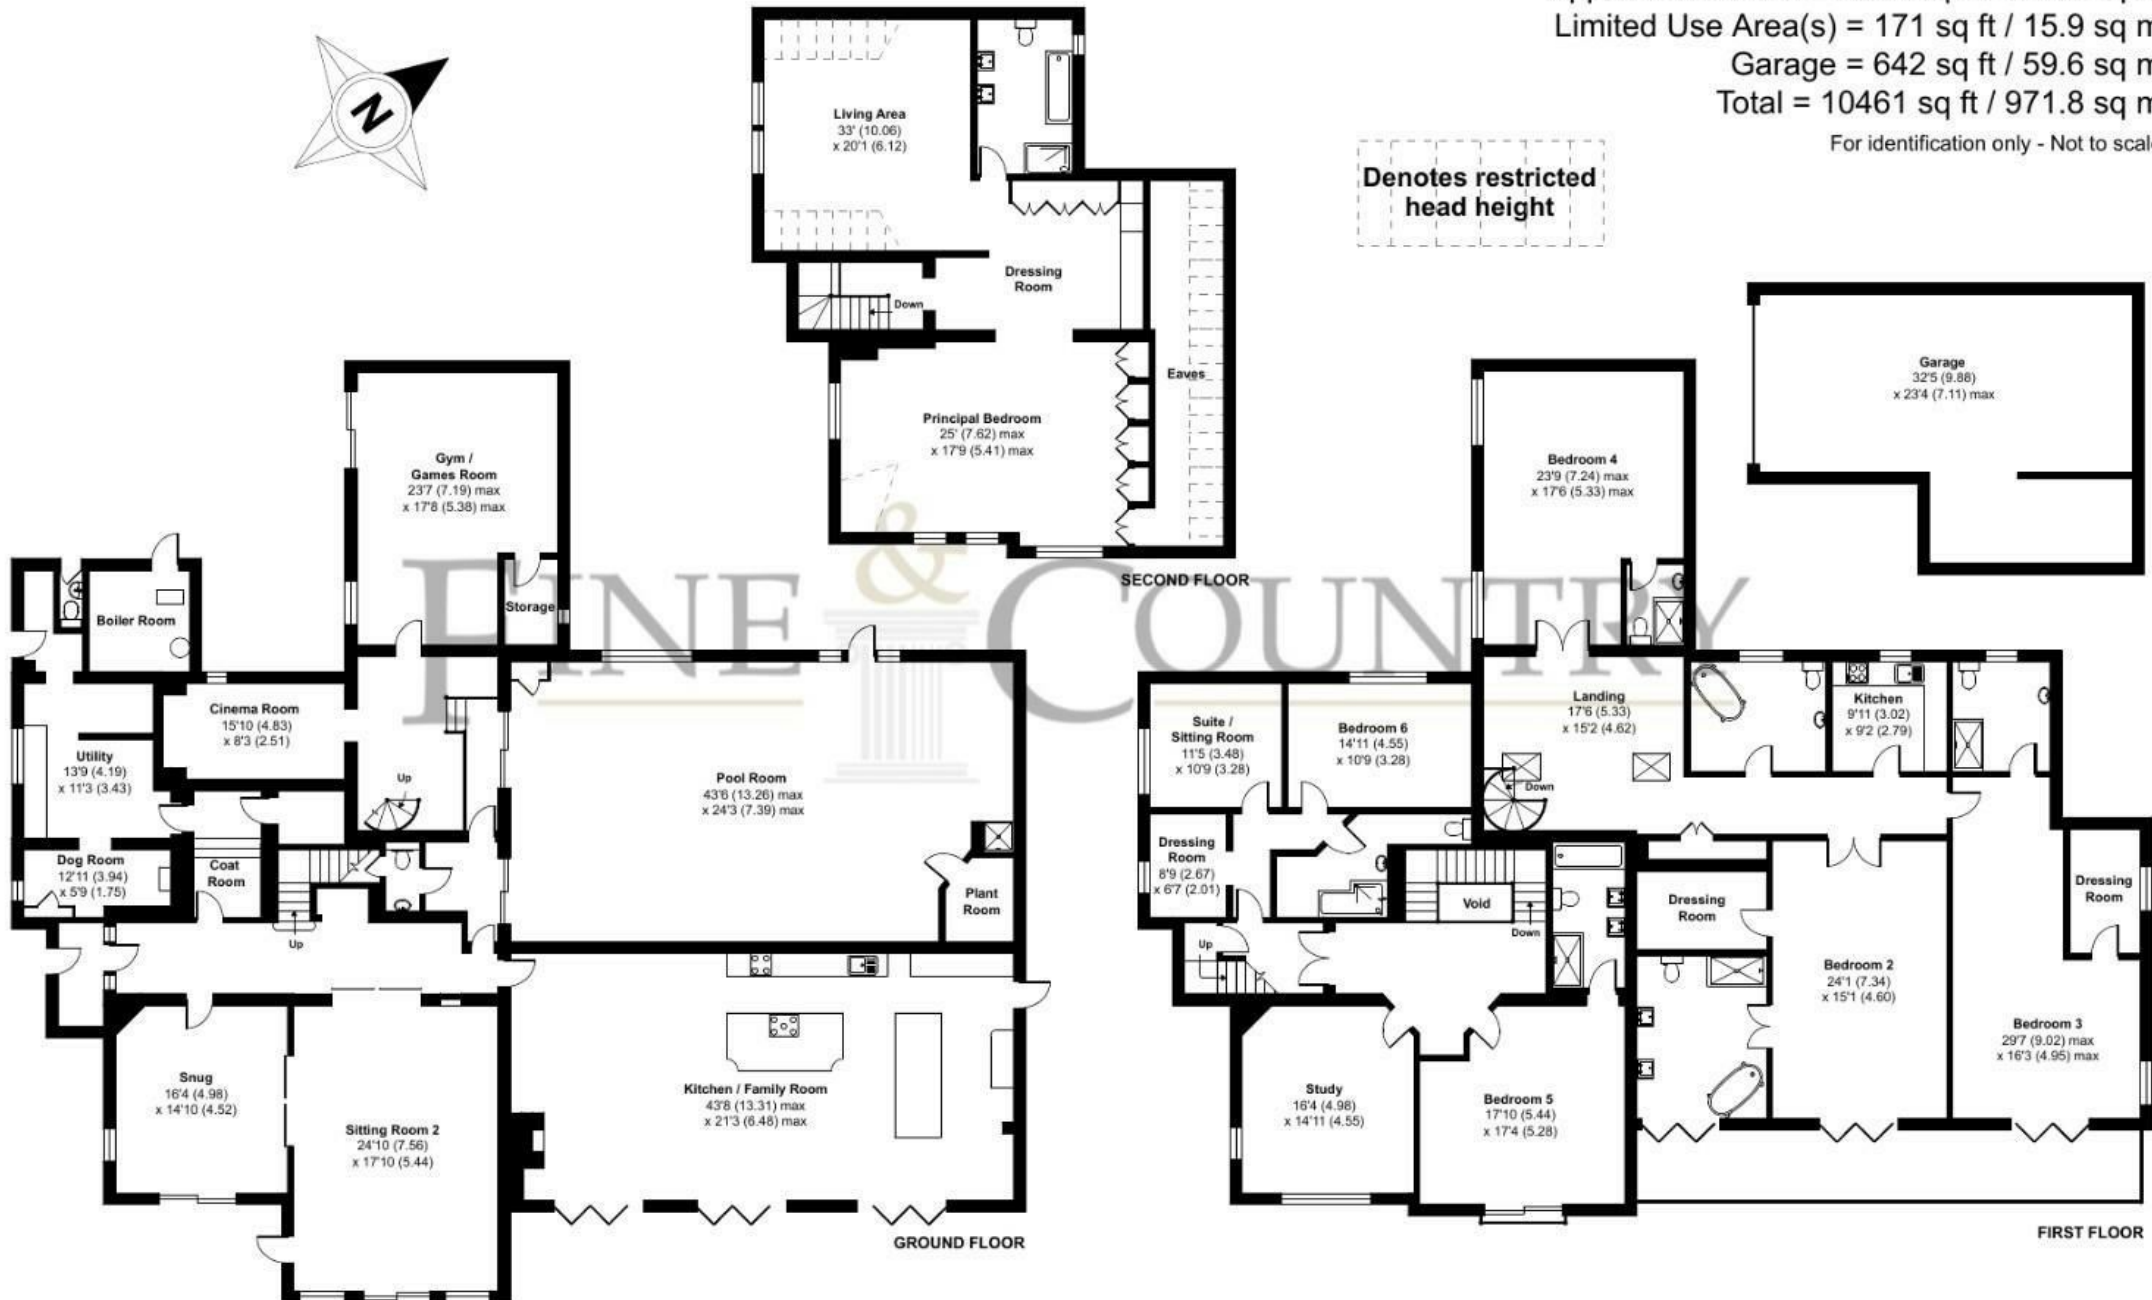 Limited Use Area(s) = 171 sq ft / 15.9 sq m
Garage = 642 sq ft / 59.6 sq m
Total = 10461 sq ft / 971.8 sq m
For identification only - Not to scale
Denotes restricted
head height
N
Living Area
33' (10.06)
x 20'1 (6.12)
Dressing
Room
Down
Eaves
Principal Bedroom
25' (7.62) max
x 17'9 (5.41) max
SECOND FLOOR
Garage
32'5 (9.88)
x 23'4 (7.11) max
FINE & COUNTRY
Gym /
Games Room
23'7 (7.19) max
x 17'8 (5.38) max
Storage
Boiler Room
Cinema Room
15'10 (4.83)
x 8'3 (2.51)
Utility
13'9 (4.19)
x 11'3 (3.43)
Up
Pool Room
43'6 (13.26) max
x 24'3 (7.39) max
Dog Room
12'11 (3.94)
x 5'9 (1.75)
Coat
Room
Plant
Room
Up
Snug
16'4 (4.98)
x 14'10 (4.52)
Sitting Room 2
24'10 (7.56)
x 17'10 (5.44)
Kitchen / Family Room
43'8 (13.31) max
x 21'3 (6.48) max
GROUND FLOOR
Bedroom 4
23'9 (7.24) max
x 17'6 (5.33) max
Landing
17'6 (5.33)
x 15'2 (4.62)
Kitchen
9'11 (3.02)
x 9'2 (2.79)
Suite /
Sitting Room
11'5 (3.48)
x 10'9 (3.28)
Bedroom 6
14'11 (4.55)
x 10'9 (3.28)
Down
Dressing
Room
8'9 (2.67)
x 6'7 (2.01)
Void
Down
Up
Dressing
Room
Dressing
Room
Bedroom 2
24'1 (7.34)
x 15'1 (4.60)
Bedroom 3
29'7 (9.02) max
x 16'3 (4.95) max
Study
16'4 (4.98)
x 14'11 (4.55)
Bedroom 5
17'10 (5.44)
x 17'4 (5.28)
FIRST FLOOR